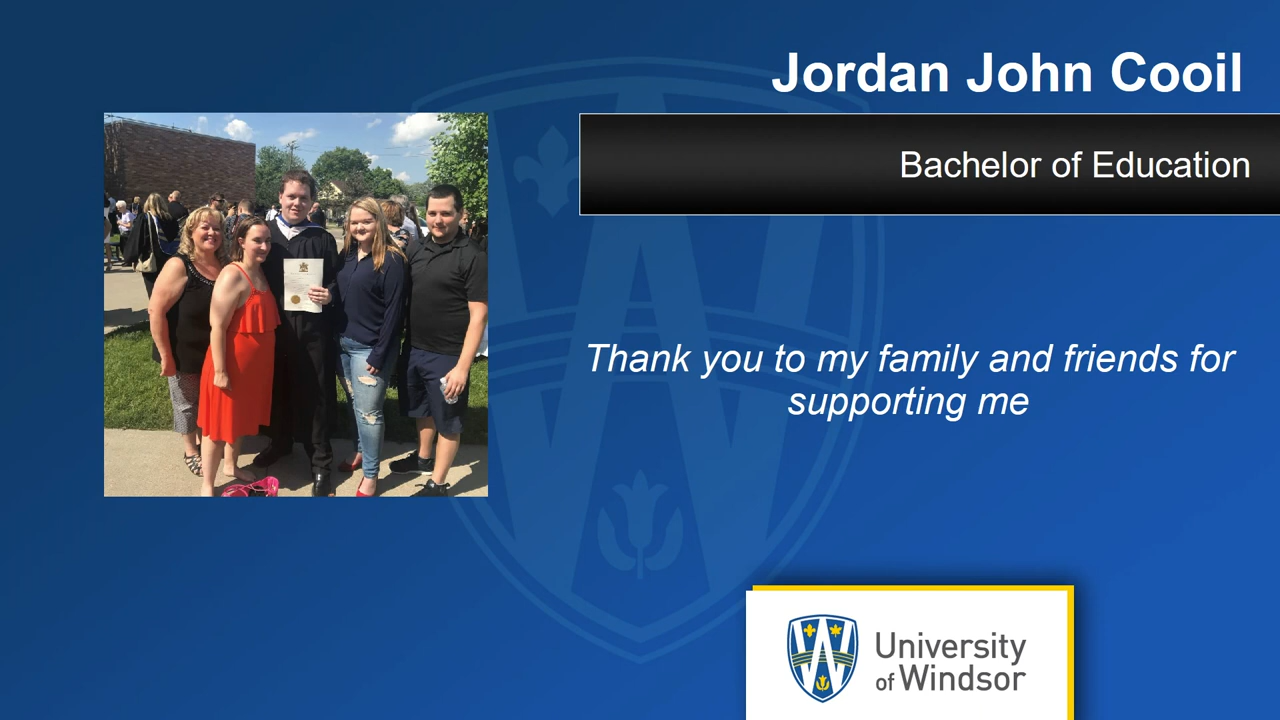 Jordan John Cooil
Bachelor of Education
Thank you to my family and friends for
supporting me
University
of Windsor